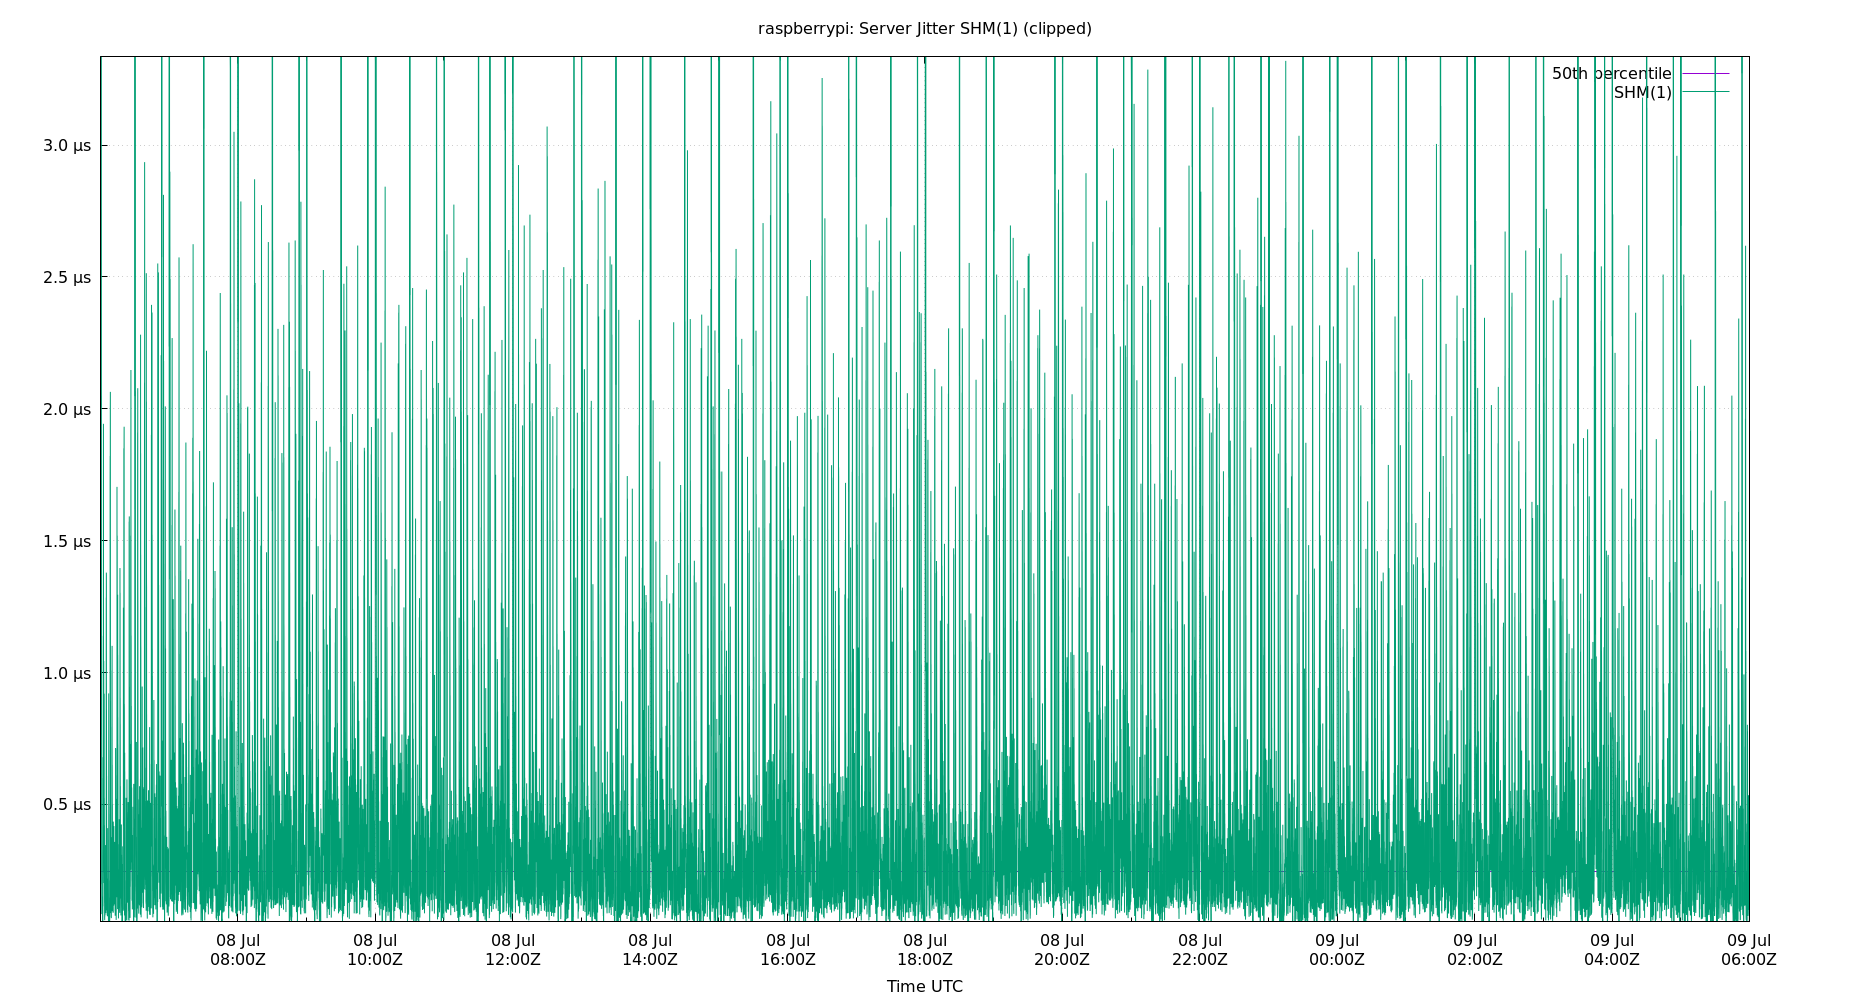 raspberrypi: Server Jitter SHM(1) (clipped)
50th percentile
SHM(1)
3.0 µs
2.5 µs
2.0 µs
1.5 µs
1.0 µs
0.5 µs
08 Jul 08 Jul 08 Jul 08 Jul 08 Jul 08 Jul 08 Jul 08 Jul 09 Jul 09 Jul 09 Jul 09 Jul
08:00Z 10:00Z 12:00Z 14:00Z 16:00Z 18:00Z 20:00Z 22:00Z 00:00Z 02:00Z 04:00Z 06:00Z
Time UTC